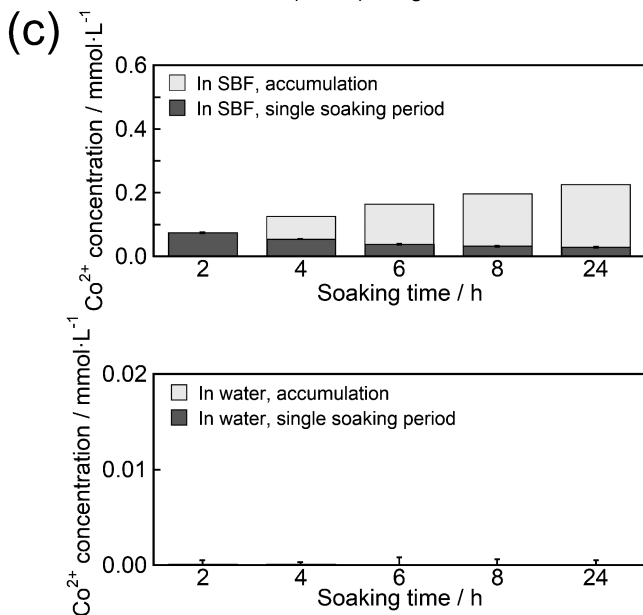 (c)
Co²⁺ concentration / mmol·L⁻¹
0.6
0.4
0.2
0.0
In SBF, accumulation
In SBF, single soaking period
2 4 6 8 24
Soaking time / h
Co²⁺ concentration / mmol·L⁻¹
0.02
0.01
0.00
In water, accumulation
In water, single soaking period
2 4 6 8 24
Soaking time / h